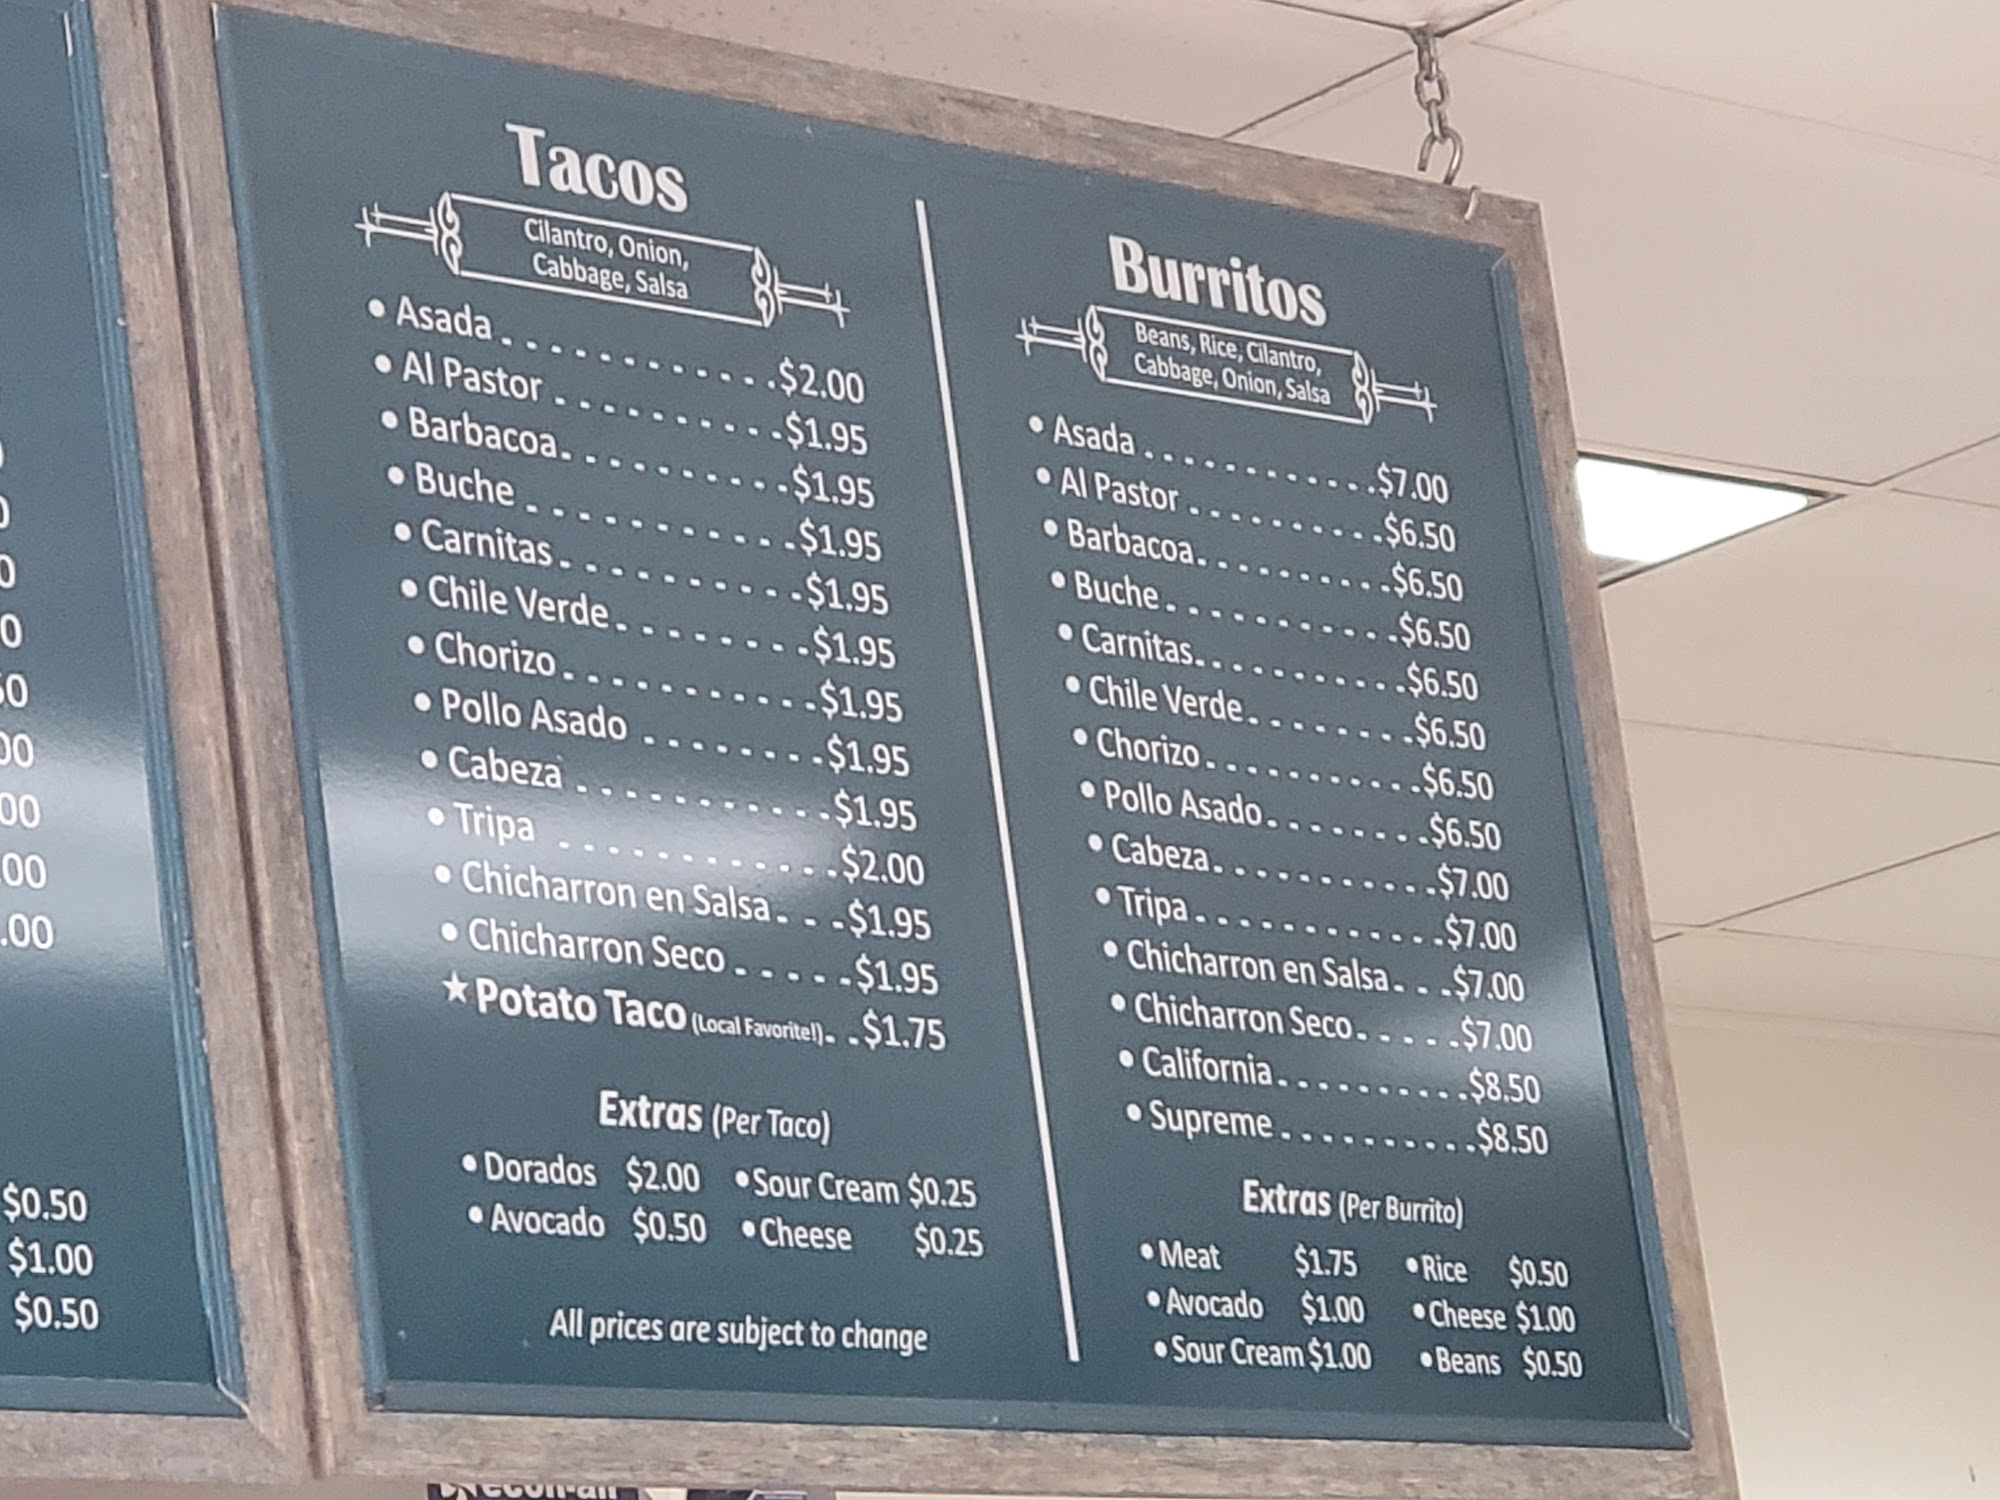 Tacos
Cilantro, Onion,
Cabbage, Salsa
• Asada . . . . . . . . . . . . $2.00
• Al Pastor . . . . . . . . . . $1.95
• Barbacoa. . . . . . . . . . $1.95
• Buche . . . . . . . . . . . . $1.95
• Carnitas . . . . . . . . . . . $1.95
• Chile Verde . . . . . . . . $1.95
• Chorizo . . . . . . . . . . . $1.95
• Pollo Asado . . . . . . . . $1.95
• Cabeza . . . . . . . . . . . $1.95
• Tripa . . . . . . . . . . . . $2.00
• Chicharron en Salsa . . . $1.95
• Chicharron Seco . . . . . $1.95
★ Potato Taco (Local Favorite!). . . $1.75
Extras (Per Taco)
• Dorados $2.00 • Sour Cream $0.25
• Avocado $0.50 • Cheese $0.25
All prices are subject to change
Burritos
Beans, Rice, Cilantro,
Cabbage, Onion, Salsa
• Asada . . . . . . . . . . . $7.00
• Al Pastor . . . . . . . . . $6.50
• Barbacoa. . . . . . . . . . $6.50
• Buche . . . . . . . . . . . $6.50
• Carnitas. . . . . . . . . . $6.50
• Chile Verde . . . . . . . . $6.50
• Chorizo . . . . . . . . . . $6.50
• Pollo Asado . . . . . . . . $6.50
• Cabeza . . . . . . . . . . . $7.00
• Tripa . . . . . . . . . . . . $7.00
• Chicharron en Salsa . . . $7.00
• Chicharron Seco . . . . . $7.00
• California . . . . . . . . . $8.50
• Supreme . . . . . . . . . . $8.50
Extras (Per Burrito)
• Meat $1.75 • Rice $0.50
• Avocado $1.00 • Cheese $1.00
• Sour Cream $1.00 • Beans $0.50
$0.50
$1.00
$0.50